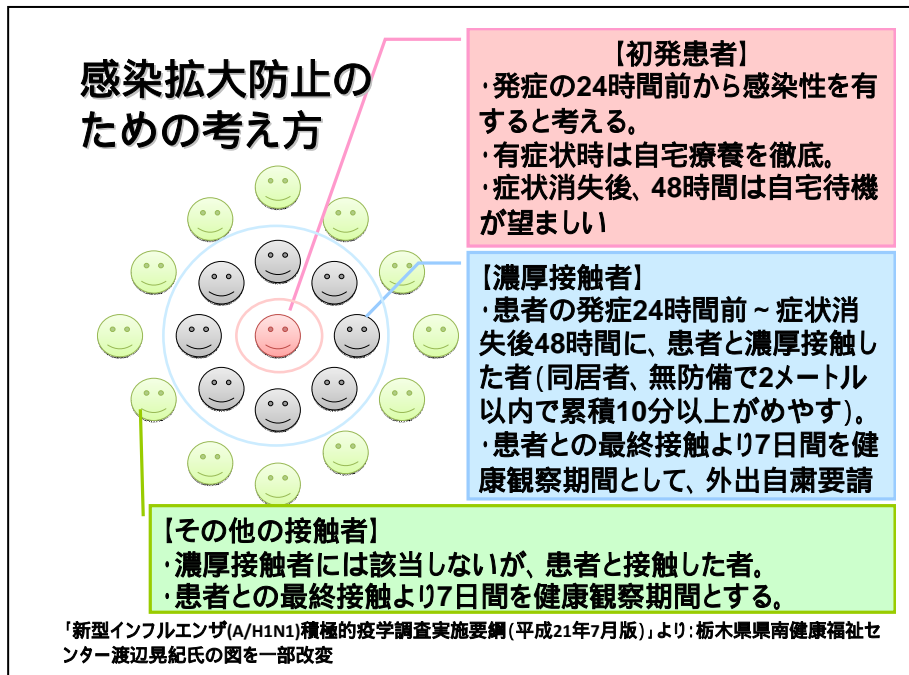 感染拡大防止の
ための考え方
【初発患者】
・発症の24時間前から感染性を有
すると考える。
・有症状時は自宅療養を徹底。
・症状消失後、48時間は自宅待機
が望ましい
【濃厚接触者】
・患者の発症24時間前~症状消
失後48時間に、患者と濃厚接触し
た者(同居者、無防備で2メートル
以内で累積10分以上がめやす)。
・患者との最終接触より7日間を健
康観察期間として、外出自粛要請
【その他の接触者】
・濃厚接触者には該当しないが、患者と接触した者。
・患者との最終接触より7日間を健康観察期間とする。
「新型インフルエンザ(A/H1N1)積極的疫学調査実施要綱(平成21年7月版)」より:栃木県県南健康福祉セ
ンター渡辺晃紀氏の図を一部改変